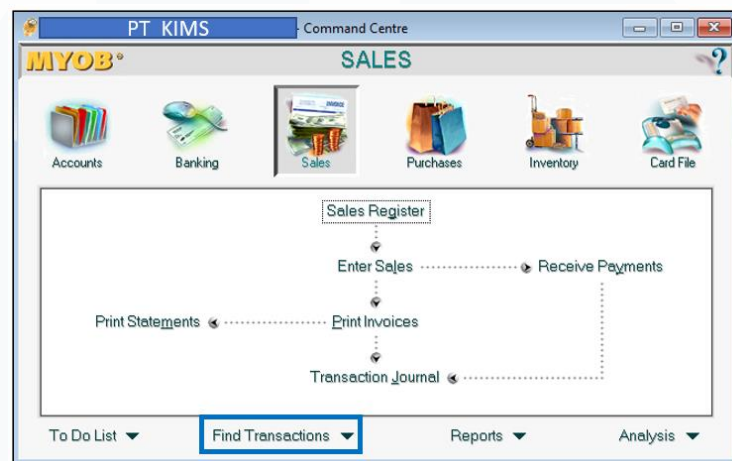 PT KIMS - Command Centre
MYOB®
SALES
Accounts Banking Sales Purchases Inventory Card File
Sales Register
Enter Sales Receive Payments
Print Statements Print Invoices
Transaction Journal
To Do List Find Transactions Reports Analysis